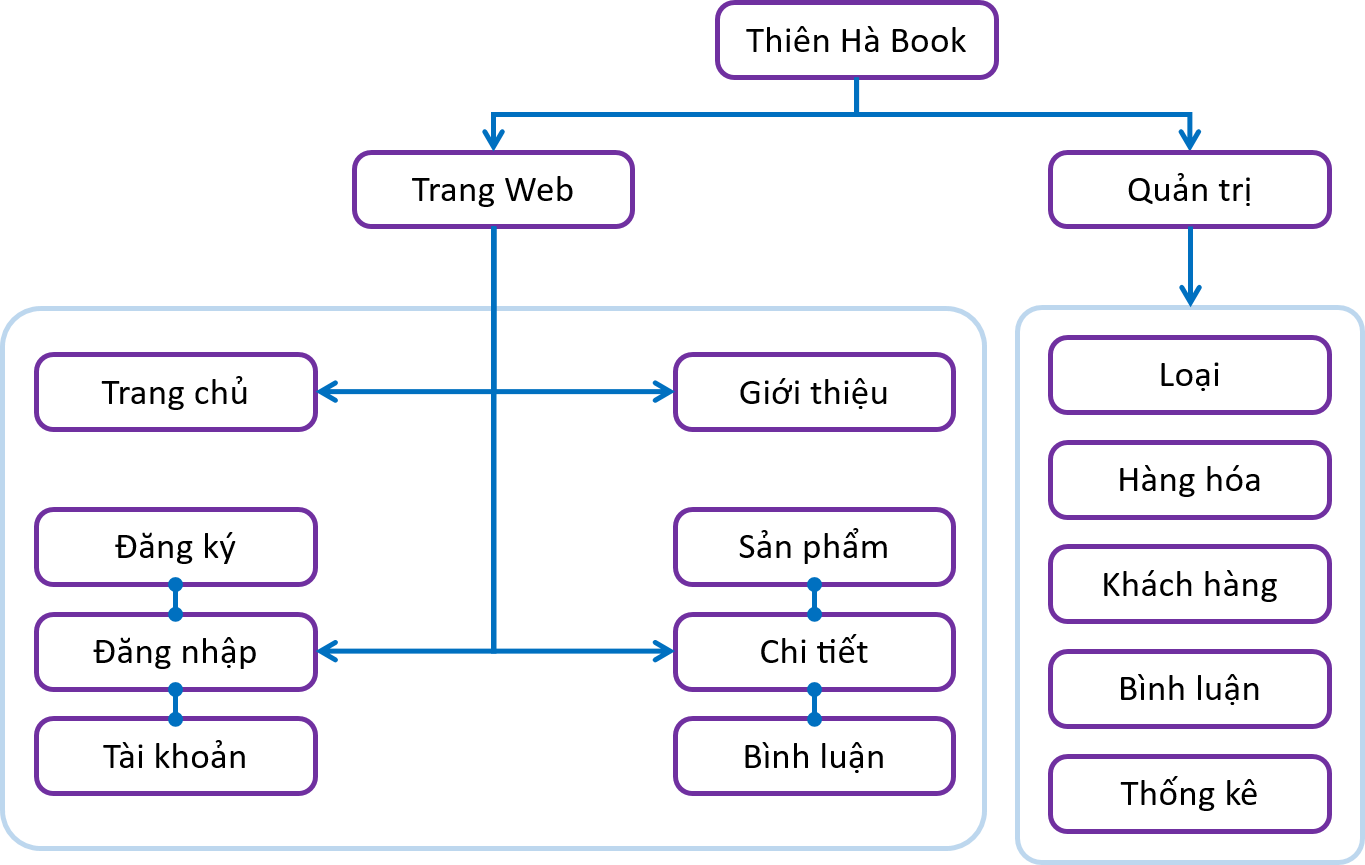 Thiên Hà Book
Trang Web
Quản trị
Trang chủ
Giới thiệu
Đăng ký
Đăng nhập
Tài khoản
Sản phẩm
Chi tiết
Bình luận
Loại
Hàng hóa
Khách hàng
Bình luận
Thống kê